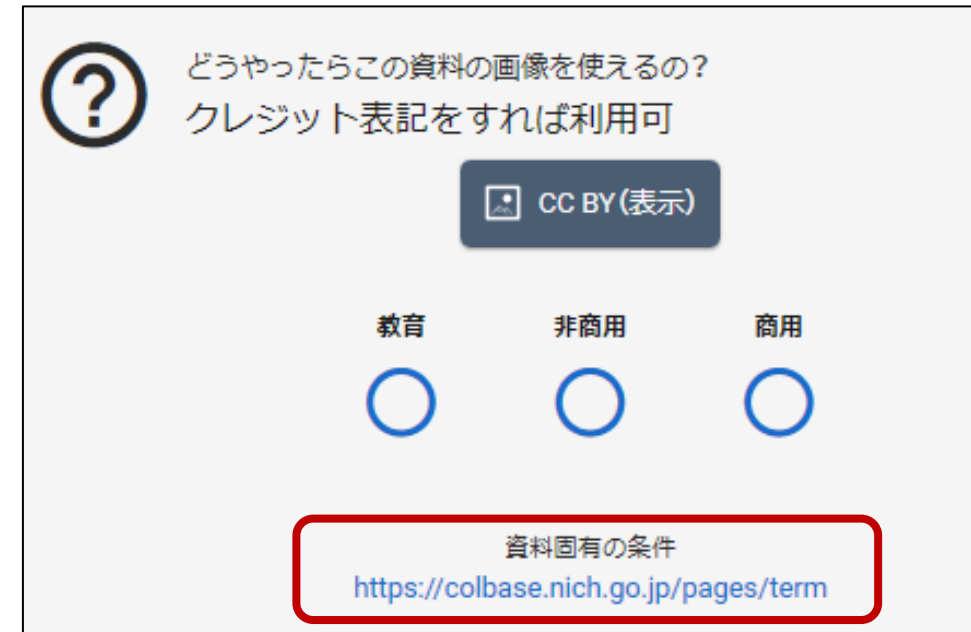 どうやったらこの資料の画像を使えるの?
クレジット表記をすれば利用可
CC BY(表示)
教育 非商用 商用
資料固有の条件
https://colbase.nich.go.jp/pages/term